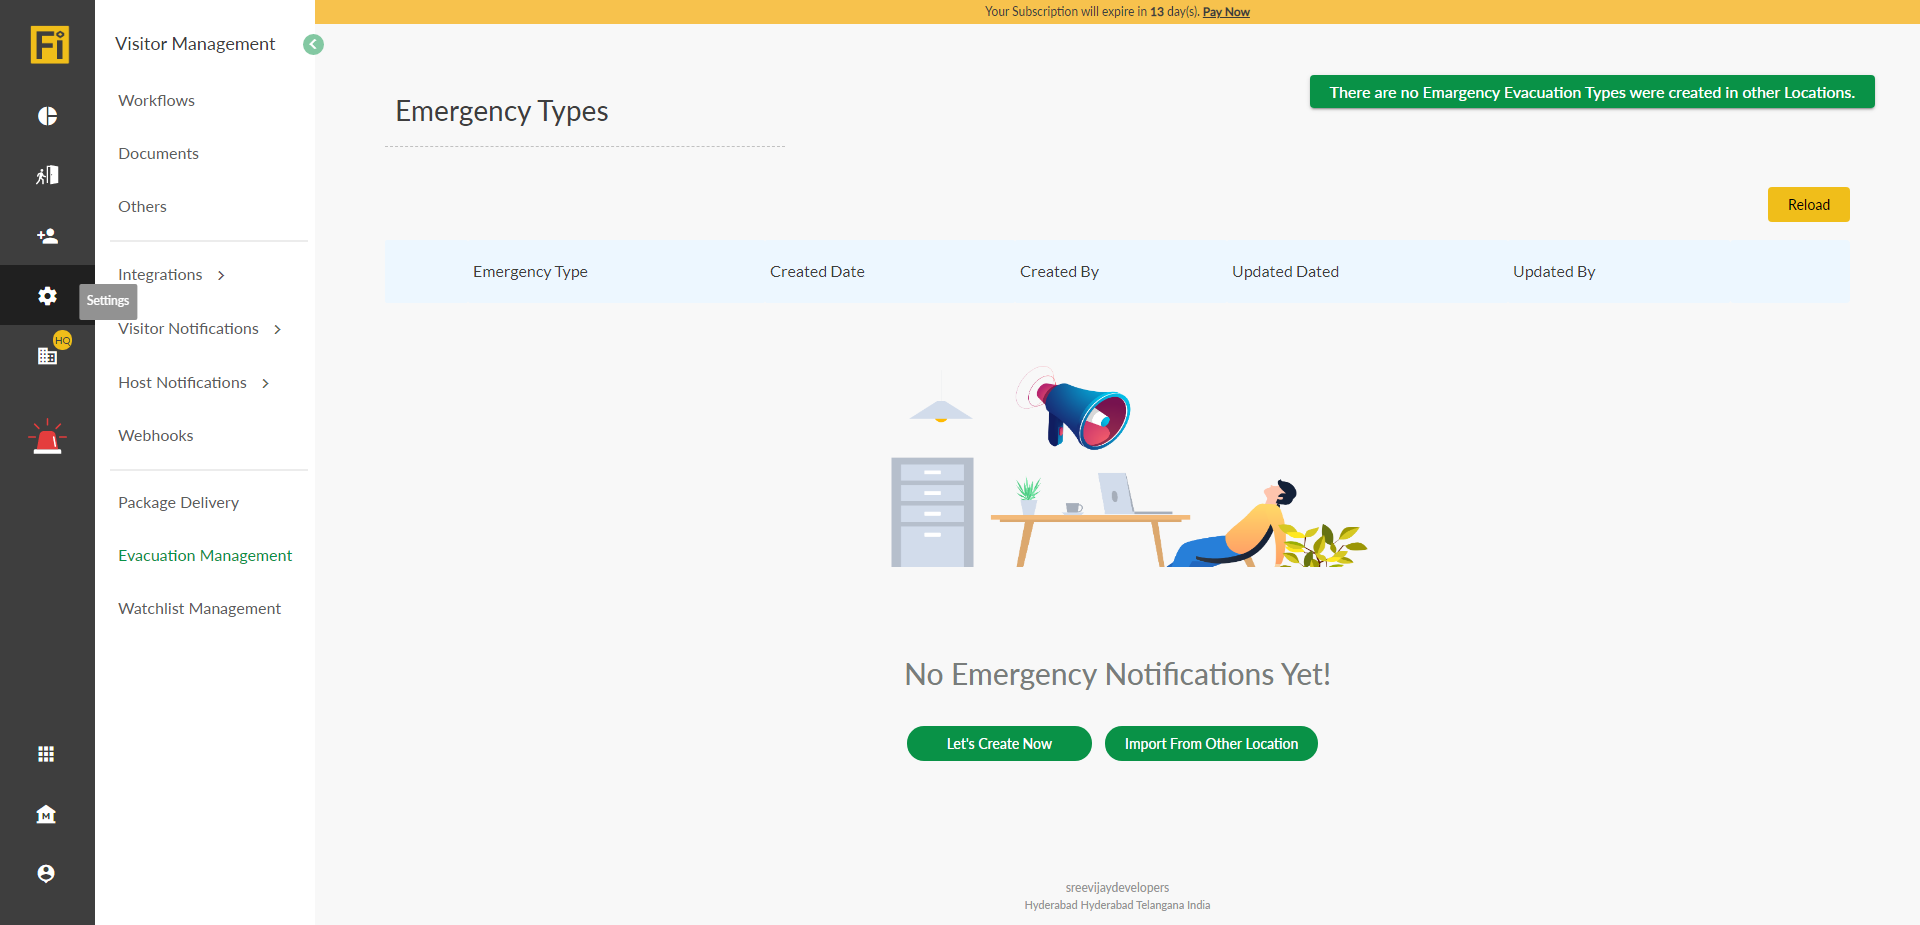 Your Subscription will expire in 13 day(s). Pay Now
Fi
Visitor Management
Workflows
Documents
Others
Integrations
Settings
Visitor Notifications
HQ
Host Notifications
Webhooks
Package Delivery
Evacuation Management
Watchlist Management
M
Emergency Types
There are no Emargency Evacuation Types were created in other Locations.
Reload
Emergency Type Created Date Created By Updated Dated Updated By
No Emergency Notifications Yet!
Let's Create Now Import From Other Location
sreevijaydevelopers
Hyderabad Hyderabad Telangana India